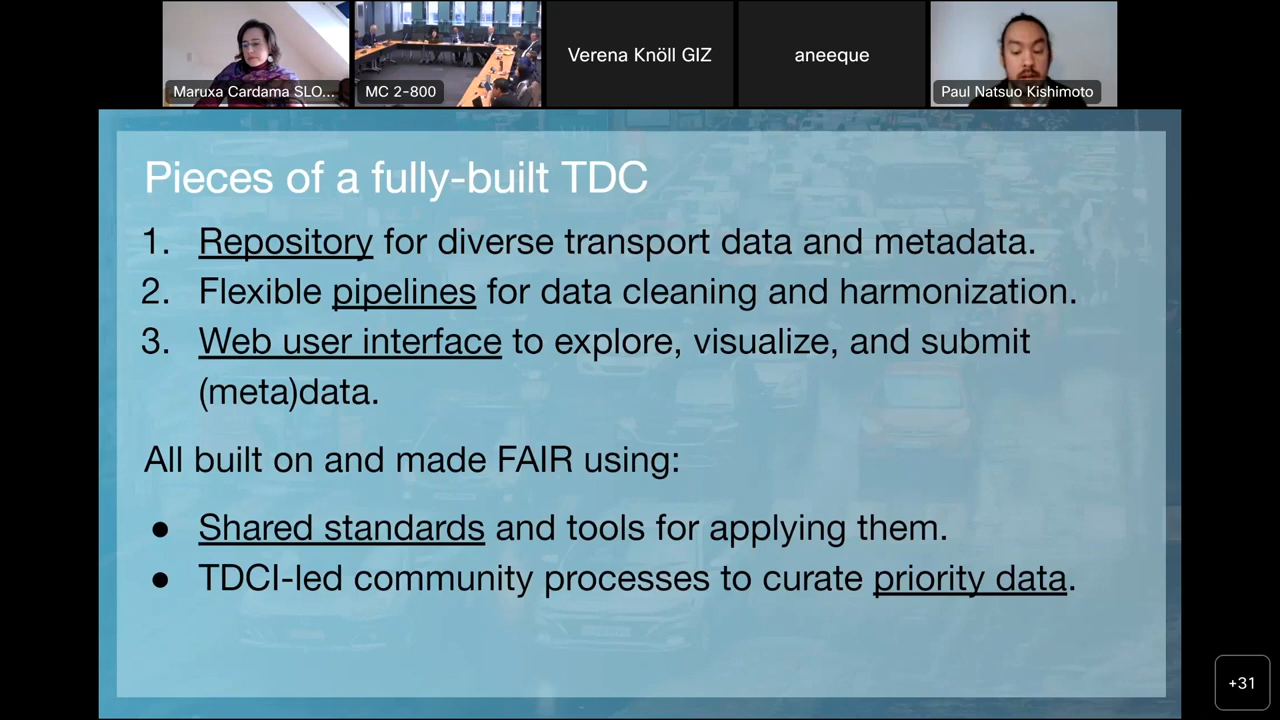 Maruxa Cardama SLO...
MC 2-800
Verena Knöll GIZ
aneeque
Paul Natsuo Kishimoto
Pieces of a fully-built TDC
1. Repository for diverse transport data and metadata.
2. Flexible pipelines for data cleaning and harmonization.
3. Web user interface to explore, visualize, and submit
(meta)data.
All built on and made FAIR using:
● Shared standards and tools for applying them.
● TDCI-led community processes to curate priority data.
+31